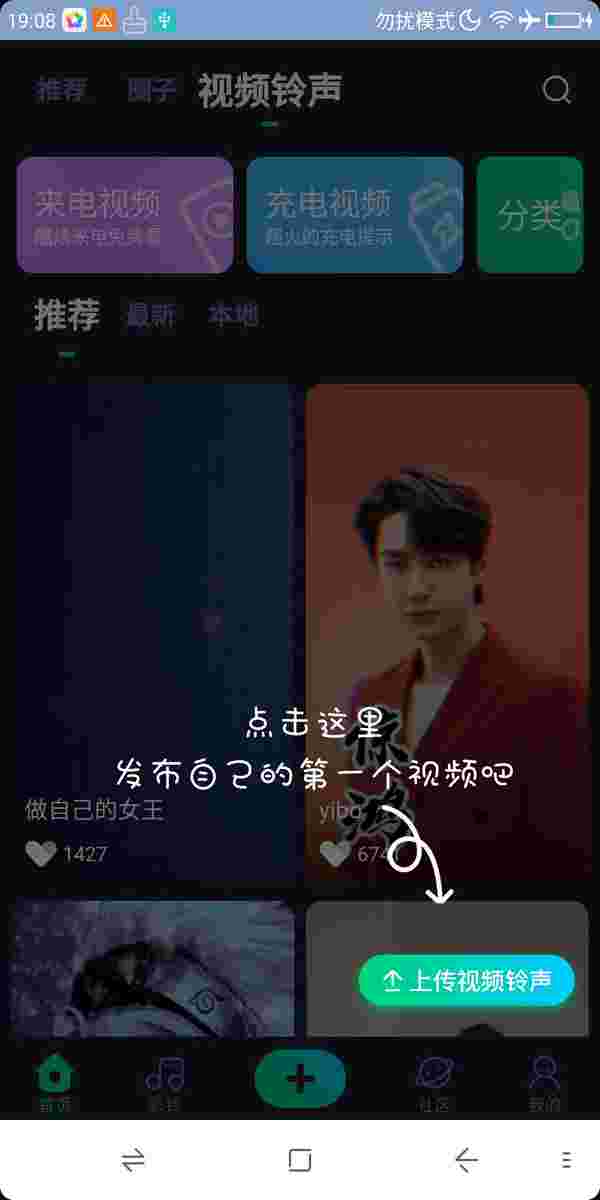 19:08
勿扰模式
推荐 圈子 视频铃声
来电视频
充电视频
超火的充电提示
分类
推荐 最新 本地
点击这里
发布自己的第一个视频吧
做自己的女王
yibo
惊鸿
1427
674
上传视频铃声
首页
社区
我的